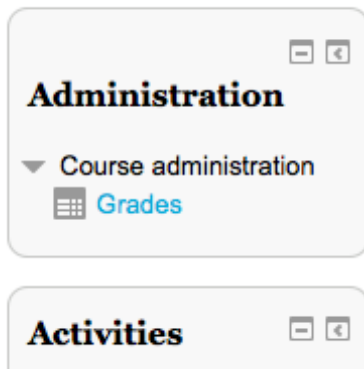 Administration
Course administration
Grades
Activities